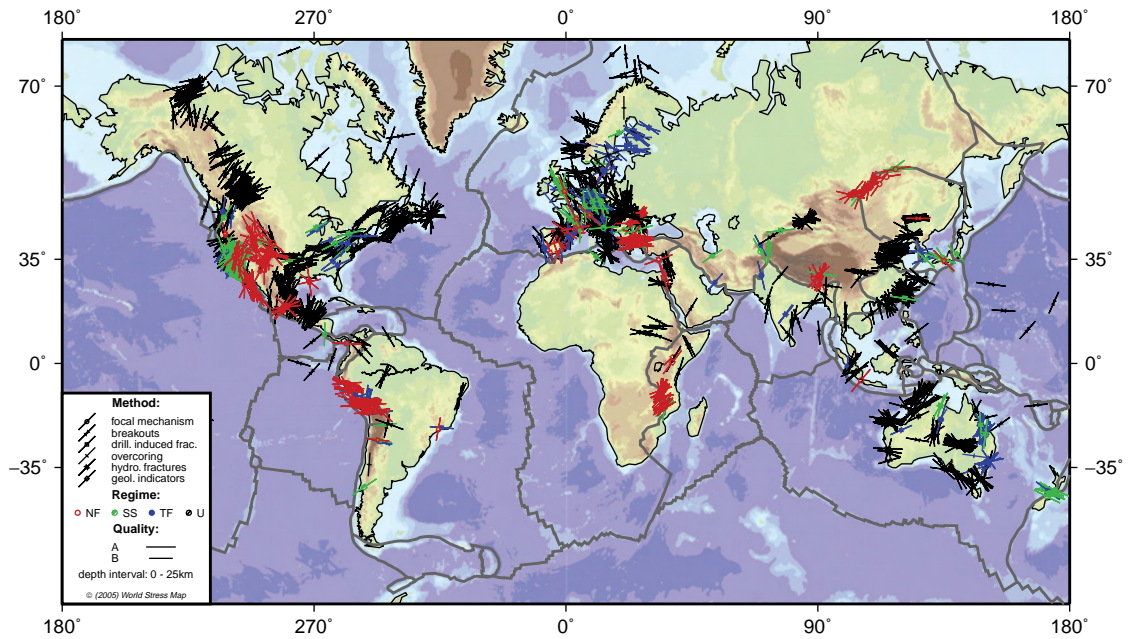 180˚ 270˚ 0˚ 90˚ 180˚
70˚ 70˚
35˚ 35˚
0˚ 0˚
−35˚ −35˚
Method:
focal mechanism
breakouts
drill. induced frac.
overcoring
hydro. fractures
geol. indicators
Regime:
NF SS TF U
Quality:
A
B
depth interval: 0 - 25km
© (2005) World Stress Map
180˚ 270˚ 0˚ 90˚ 180˚